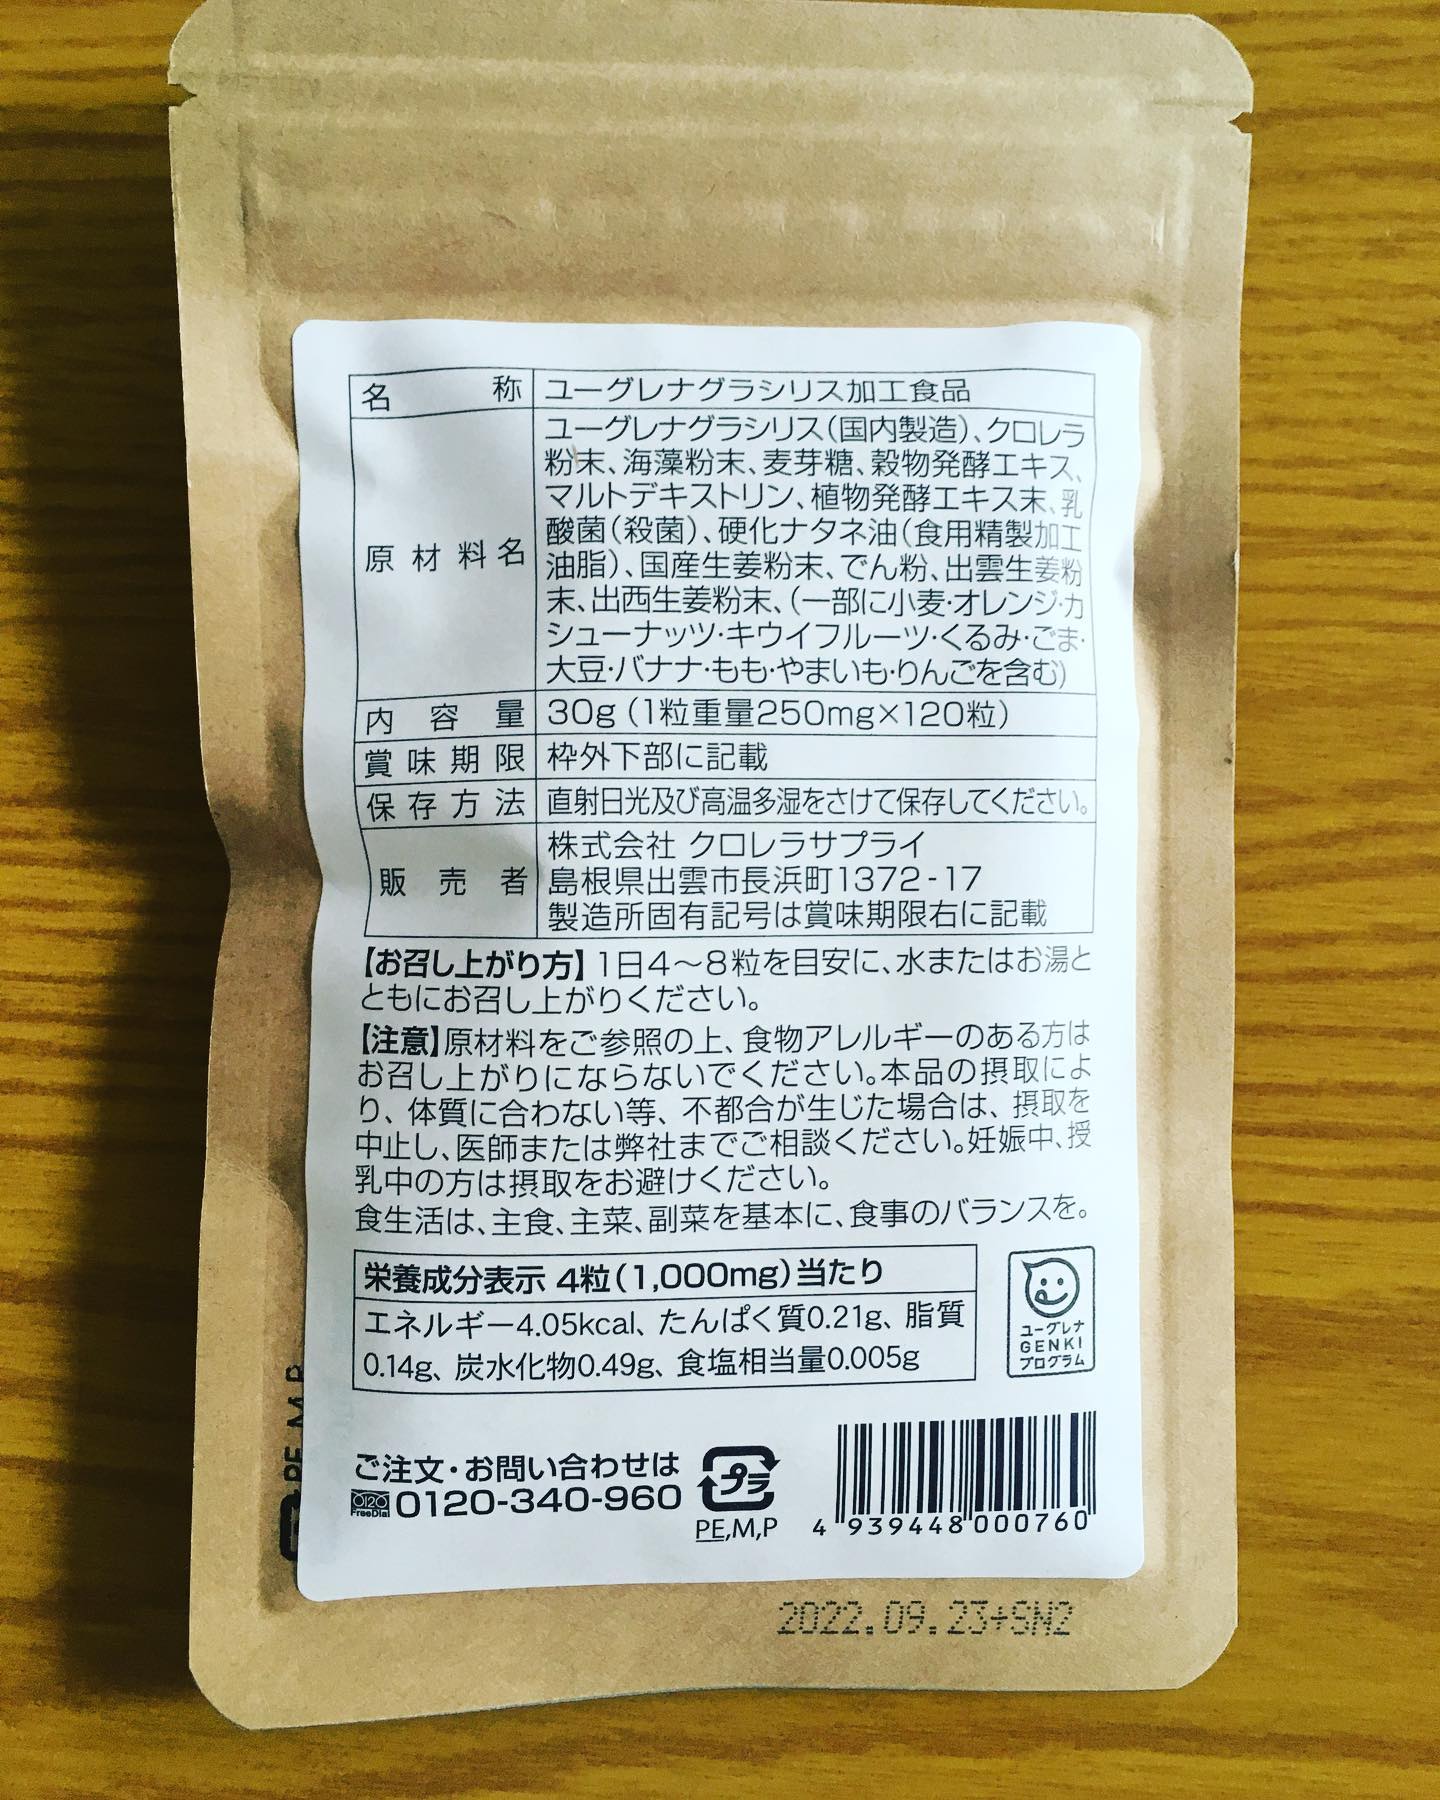 名称 ユーグレナグラシリス加工食品
原材料名
ユーグレナグラシリス(国内製造)、クロレラ
粉末、海藻粉末、麦芽糖、穀物発酵エキス、
マルトデキストリン、植物発酵エキス末、乳
酸菌(殺菌)、硬化ナタネ油(食用精製加工
油脂)、国産生姜粉末、でん粉、出雲生姜粉
末、出西生姜粉末、(一部に小麦・オレンジ・カ
シューナッツ・キウイフルーツ・くるみ・ごま・
大豆・バナナ・もも・やまいも・りんごを含む)
内容量 30g(1粒重量250mg×120粒)
賞味期限 枠外下部に記載
保存方法 直射日光及び高温多湿をさけて保存してください。
販売者
株式会社 クロレラサプライ
島根県出雲市長浜町1372-17
製造所固有記号は賞味期限右に記載
【お召し上がり方】1日4〜8粒を目安に、水またはお湯と
ともにお召し上がりください。
【注意】原材料をご参照の上、食物アレルギーのある方は
お召し上がりにならないでください。本品の摂取によ
り、体質に合わない等、不都合が生じた場合は、摂取を
中止し、医師または弊社までご相談ください。妊娠中、授
乳中の方は摂取をお避けください。
食生活は、主食、主菜、副菜を基本に、食事のバランスを。
栄養成分表示 4粒(1,000mg)当たり
エネルギー4.05kcal、たんぱく質0.21g、脂質
0.14g、炭水化物0.49g、食塩相当量0.005g
ユーグレナ
GENKI
プログラム
ご注文・お問い合わせは
0120
FreeDial
0120-340-960
プラ
PE,M,P
4 939448 000760
PE,M,P
2022.09.23+SN2